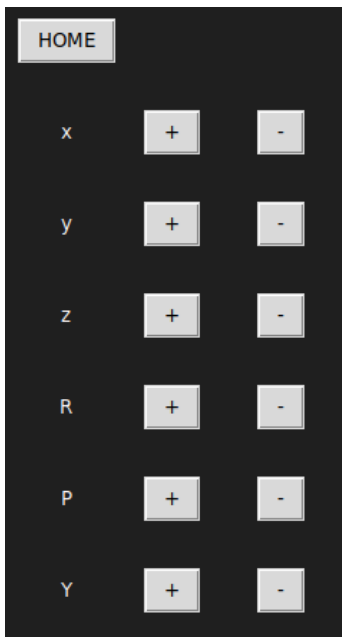 HOME
x + -
y + -
z + -
R + -
P + -
Y + -